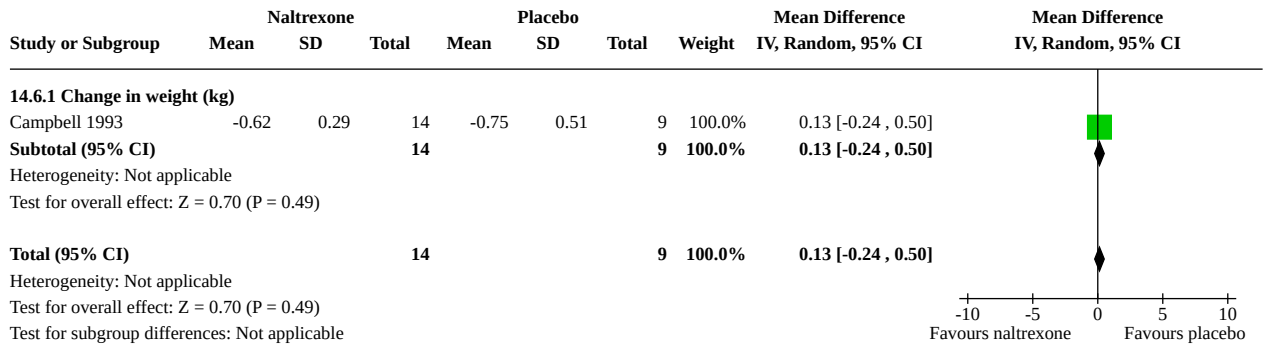 Naltrexone Placebo Mean Difference Mean Difference
Study or Subgroup Mean SD Total Mean SD Total Weight IV, Random, 95% CI IV, Random, 95% CI
14.6.1 Change in weight (kg)
Campbell 1993 -0.62 0.29 14 -0.75 0.51 9 100.0% 0.13 [-0.24 , 0.50]
Subtotal (95% CI) 14 9 100.0% 0.13 [-0.24 , 0.50]
Heterogeneity: Not applicable
Test for overall effect: Z = 0.70 (P = 0.49)
Total (95% CI) 14 9 100.0% 0.13 [-0.24 , 0.50]
Heterogeneity: Not applicable
Test for overall effect: Z = 0.70 (P = 0.49)
-10 -5 0 5 10
Test for subgroup differences: Not applicable
Favours naltrexone Favours placebo